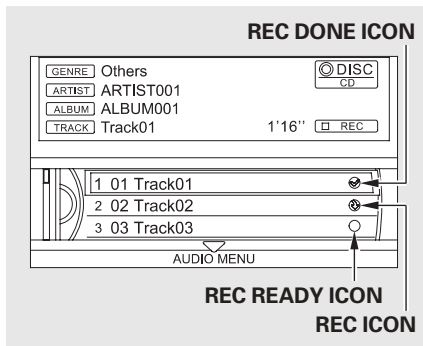 REC DONE ICON
GENRE Others
DISC
CD
ARTIST ARTIST001
ALBUM ALBUM001
TRACK Track01 1'16'' REC
1 01 Track01
2 02 Track02
3 03 Track03
AUDIO MENU
REC READY ICON
REC ICON